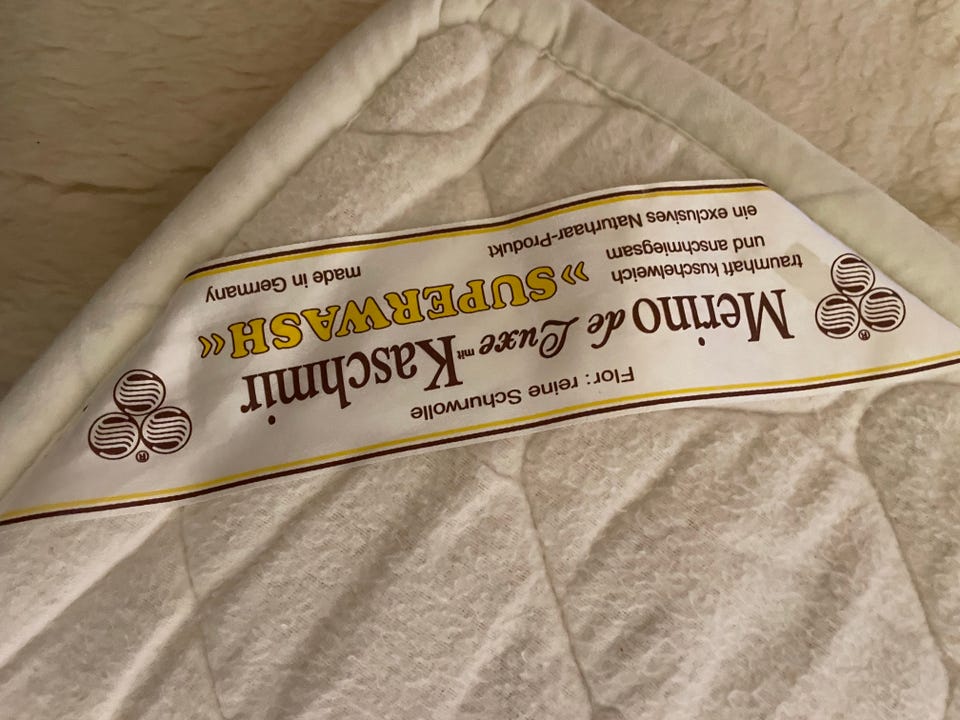 Flor: reine Schurwolle
Merino de Luxe mit Kaschmir
traumhaft kuschelweich
und anschmiegsam
»SUPERWASH«
ein exclusives Naturhaar-Produkt
made in Germany
®
®